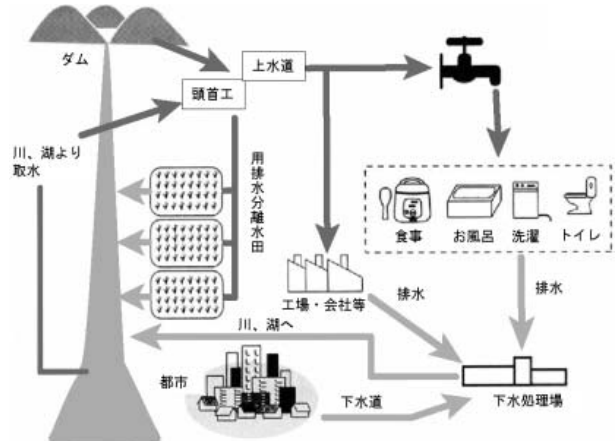 ダム
上水道
頭首工
川、湖より
取水
用排水分離水田
食事
お風呂
洗濯
トイレ
工場・会社等
排水
排水
川、湖へ
都市
下水道
下水処理場